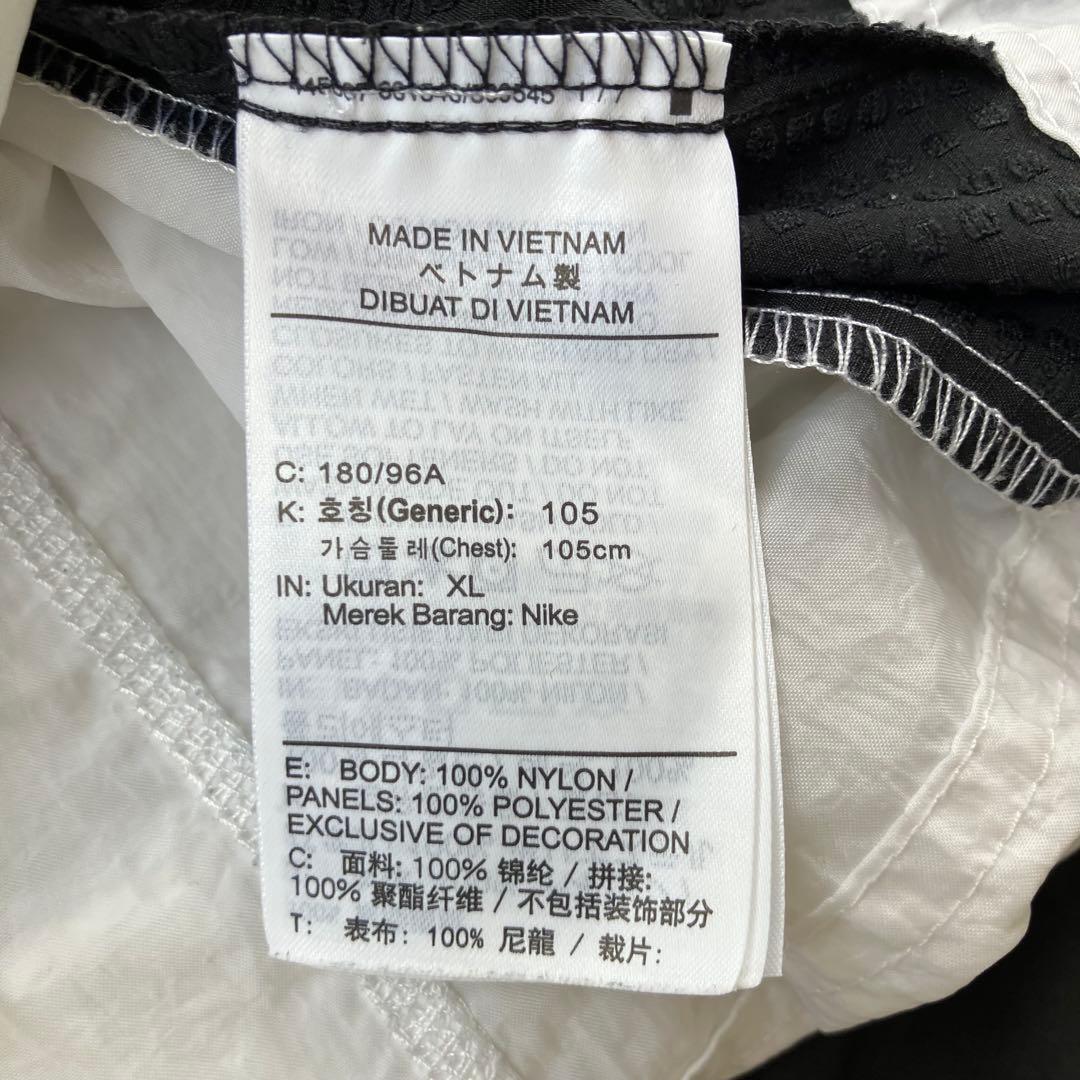 MADE IN VIETNAM
ベトナム製
DIBUAT DI VIETNAM
C: 180/96A
K: 호칭(Generic): 105
가슴둘레(Chest): 105cm
IN: Ukuran: XL
Merek Barang: Nike
E: BODY: 100% NYLON /
PANELS: 100% POLYESTER /
EXCLUSIVE OF DECORATION
C: 面料: 100% 锦纶 / 拼接:
100% 聚酯纤维 / 不包括装饰部分
T: 表布: 100% 尼龍 / 裁片: